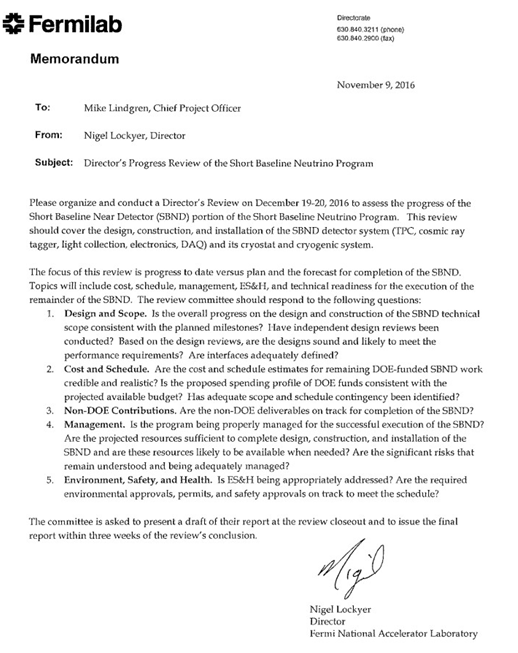 Fermilab
Directorate
630.840.3211 (phone)
630.840.2900 (fax)
Memorandum
November 9, 2016
To: Mike Lindgren, Chief Project Officer
From: Nigel Lockyer, Director
Subject: Director's Progress Review of the Short Baseline Neutrino Program
Please organize and conduct a Director's Review on December 19-20, 2016 to assess the progress of the
Short Baseline Near Detector (SBND) portion of the Short Baseline Neutrino Program. This review
should cover the design, construction, and installation of the SBND detector system (TPC, cosmic ray
tagger, light collection, electronics, DAQ) and its cryostat and cryogenic system.
The focus of this review is progress to date versus plan and the forecast for completion of the SBND.
Topics will include cost, schedule, management, ES&H, and technical readiness for the execution of the
remainder of the SBND. The review committee should respond to the following questions:
1. Design and Scope. Is the overall progress on the design and construction of the SBND technical
scope consistent with the planned milestones? Have independent design reviews been
conducted? Based on the design reviews, are the designs sound and likely to meet the
performance requirements? Are interfaces adequately defined?
2. Cost and Schedule. Are the cost and schedule estimates for remaining DOE-funded SBND work
credible and realistic? Is the proposed spending profile of DOE funds consistent with the
projected available budget? Has adequate scope and schedule contingency been identified?
3. Non-DOE Contributions. Are the non-DOE deliverables on track for completion of the SBND?
4. Management. Is the program being properly managed for the successful execution of the SBND?
Are the projected resources sufficient to complete design, construction, and installation of the
SBND and are these resources likely to be available when needed? Are the significant risks that
remain understood and being adequately managed?
5. Environment, Safety, and Health. Is ES&H being appropriately addressed? Are the required
environmental approvals, permits, and safety approvals on track to meet the schedule?
The committee is asked to present a draft of their report at the review closeout and to issue the final
report within three weeks of the review's conclusion.
Nigel
Nigel Lockyer
Director
Fermi National Accelerator Laboratory